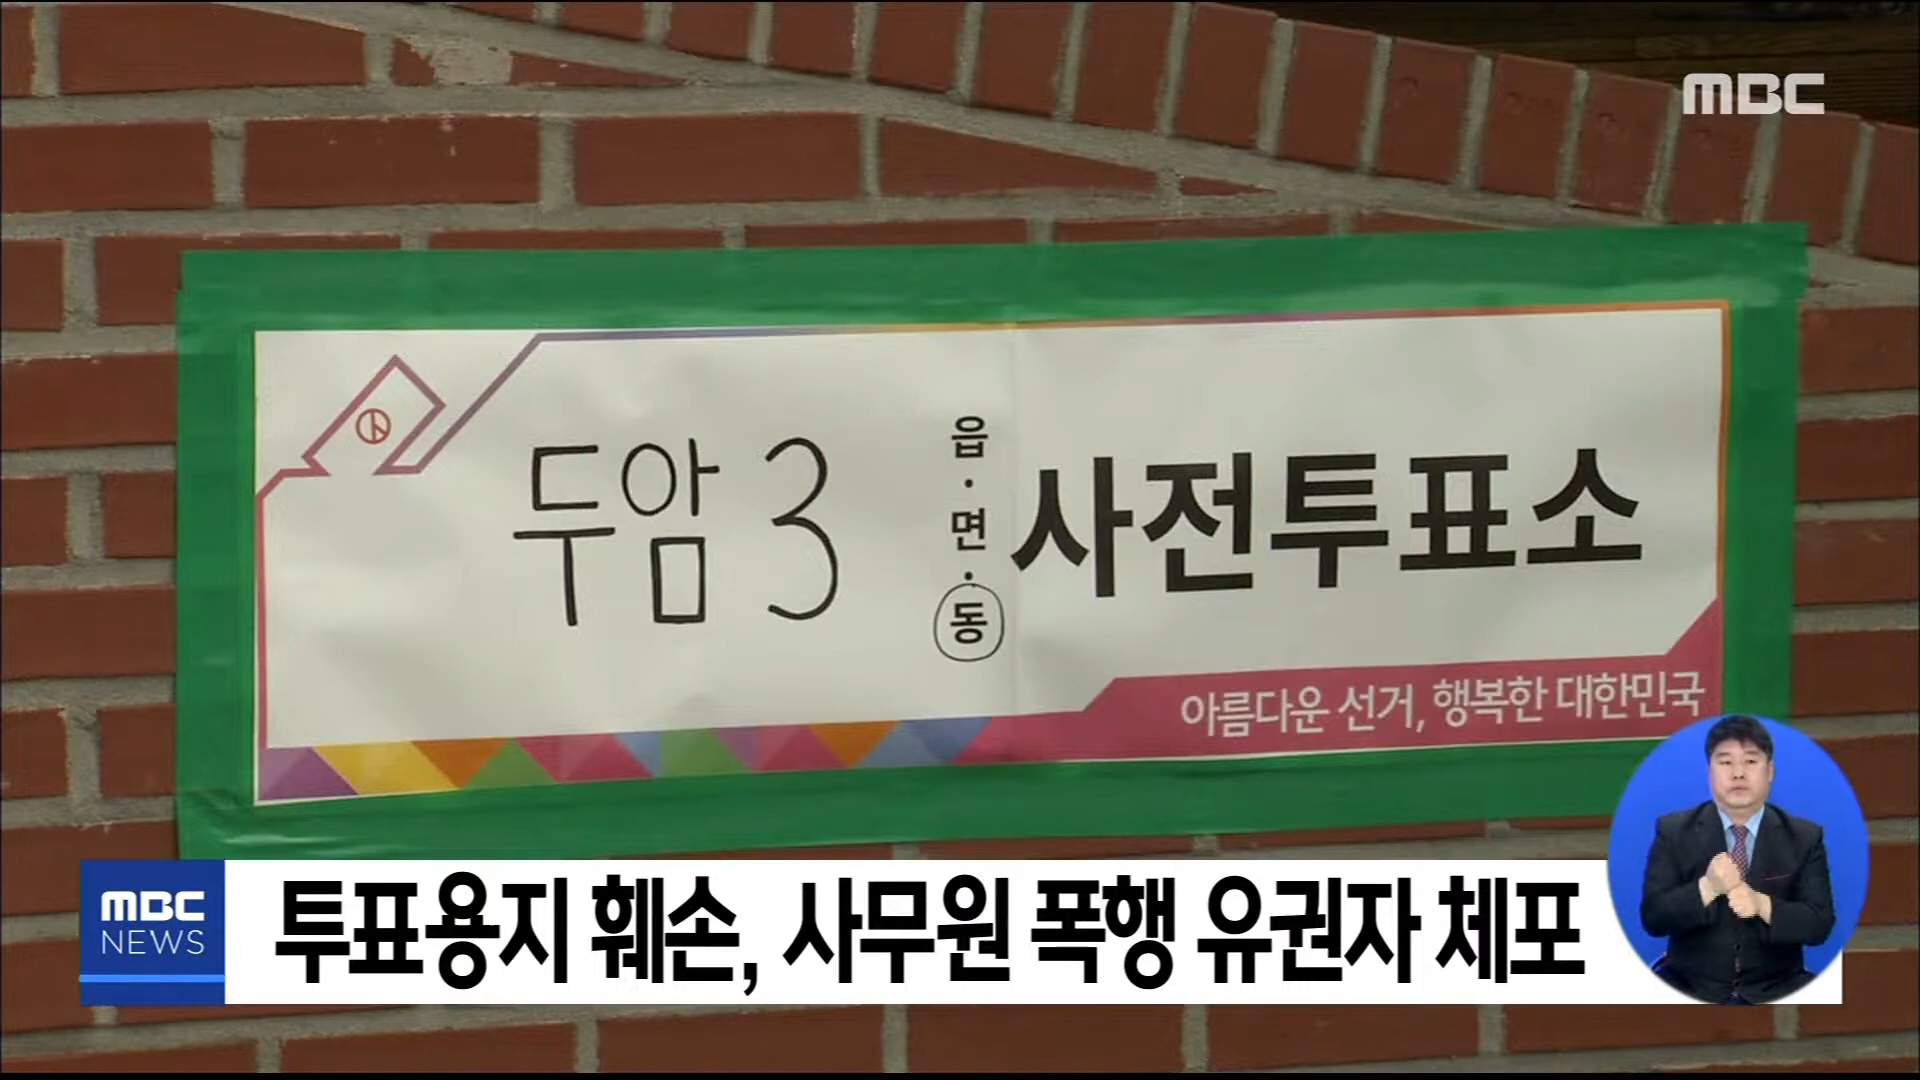 MBC
두암 3 읍·면·동 사전투표소
아름다운 선거, 행복한 대한민국
MBC NEWS
투표용지 훼손, 사무원 폭행 유권자 체포